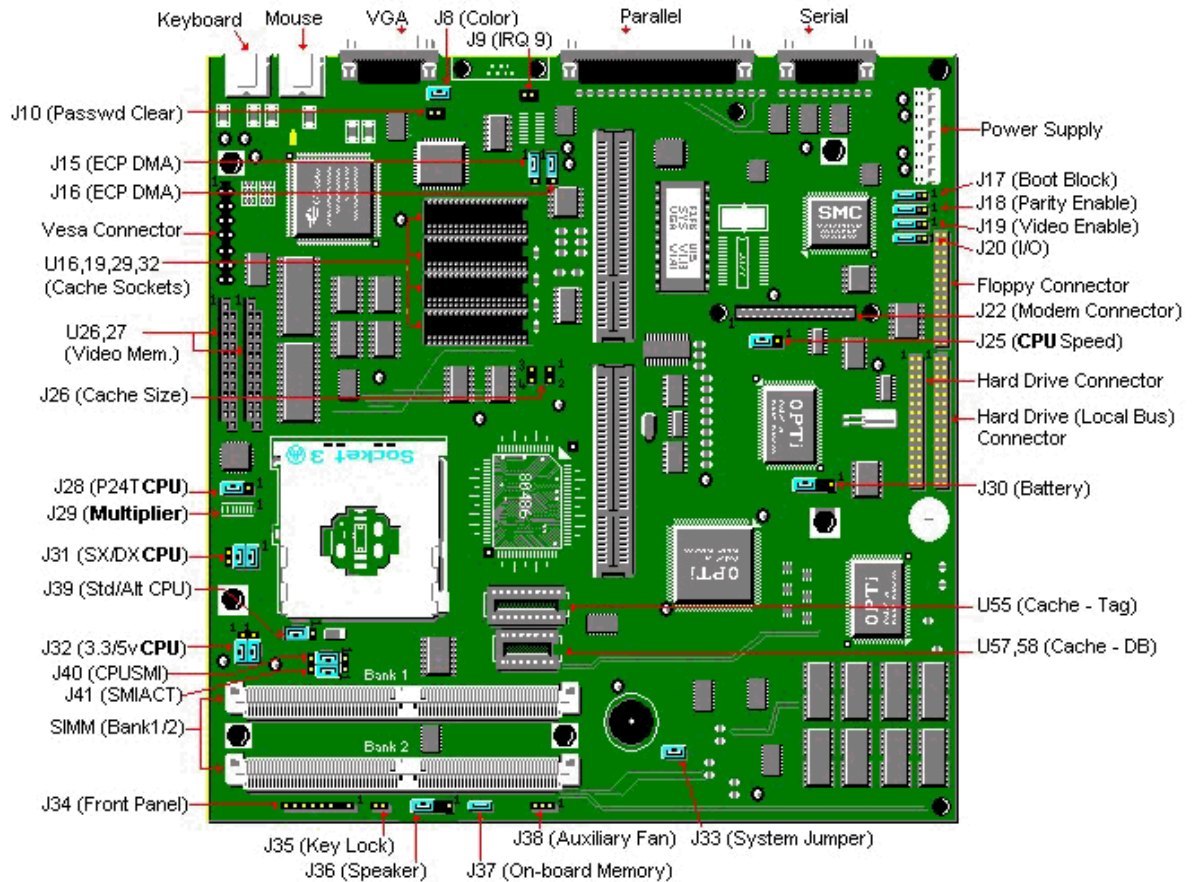 Keyboard
Mouse
VGA
J8 (Color)
J9 (IRQ 9)
Parallel
Serial
J10 (Passwd Clear)
J15 (ECP DMA)
J16 (ECP DMA)
Vesa Connector
U16,19,29,32
(Cache Sockets)
U26,27
(Video Mem.)
J26 (Cache Size)
J28 (P24T CPU)
J29 (Multiplier)
J31 (SX/DX CPU)
J39 (Std/Alt CPU)
J32 (3.3/5v CPU)
J40 (CPUSMI)
J41 (SMIACT)
SIMM (Bank1/2)
J34 (Front Panel)
J35 (Key Lock)
J36 (Speaker)
J37 (On-board Memory)
J38 (Auxiliary Fan)
J33 (System Jumper)
Power Supply
J17 (Boot Block)
J18 (Parity Enable)
J19 (Video Enable)
J20 (I/O)
Floppy Connector
J22 (Modem Connector)
J25 (CPU Speed)
Hard Drive Connector
Hard Drive (Local Bus)
Connector
J30 (Battery)
U55 (Cache - Tag)
U57,58 (Cache - DB)
SMC
OPTi
OPTi
OPTi
Socket 3
80486
Bank 1
Bank 2